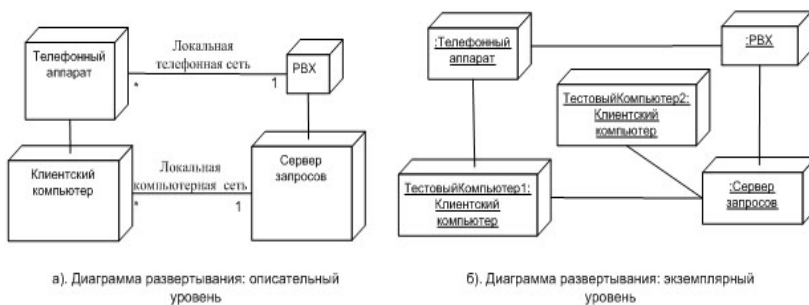 Телефонный
аппарат
Локальная
телефонная сеть
*
1
PBX
Клиентский
компьютер
Локальная
компьютерная сеть
*
1
Сервер
запросов
а). Диаграмма развертывания: описательный
уровень
:Телефонный
аппарат
:PBX
ТестовыйКомпьютер2:
Клиентский
компьютер
ТестовыйКомпьютер1:
Клиентский
компьютер
:Сервер
запросов
б). Диаграмма развертывания: экземплярный
уровень